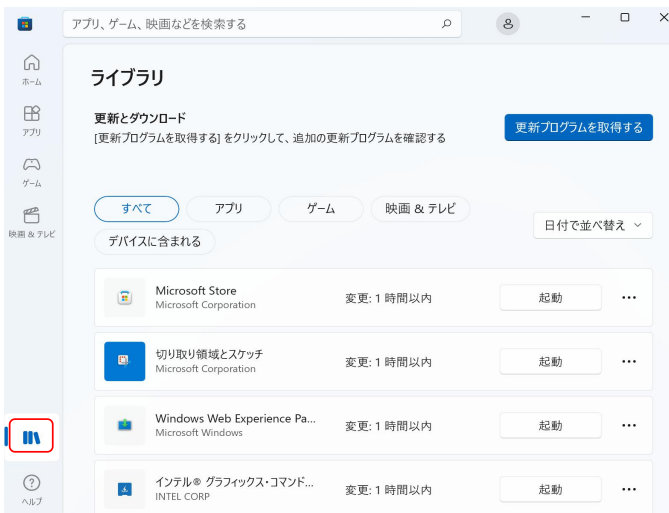 アプリ、ゲーム、映画などを検索する
ホーム
アプリ
ゲーム
映画 & テレビ
ヘルプ
ライブラリ
更新とダウンロード
[更新プログラムを取得する] をクリックして、追加の更新プログラムを確認する
更新プログラムを取得する
すべて
アプリ
ゲーム
映画 & テレビ
デバイスに含まれる
日付で並べ替え
Microsoft Store
Microsoft Corporation
変更: 1 時間以内
起動
切り取り領域とスケッチ
Microsoft Corporation
変更: 1 時間以内
起動
Windows Web Experience Pa...
Microsoft Windows
変更: 1 時間以内
起動
インテル® グラフィックス・コマンド...
INTEL CORP
変更: 1 時間以内
起動